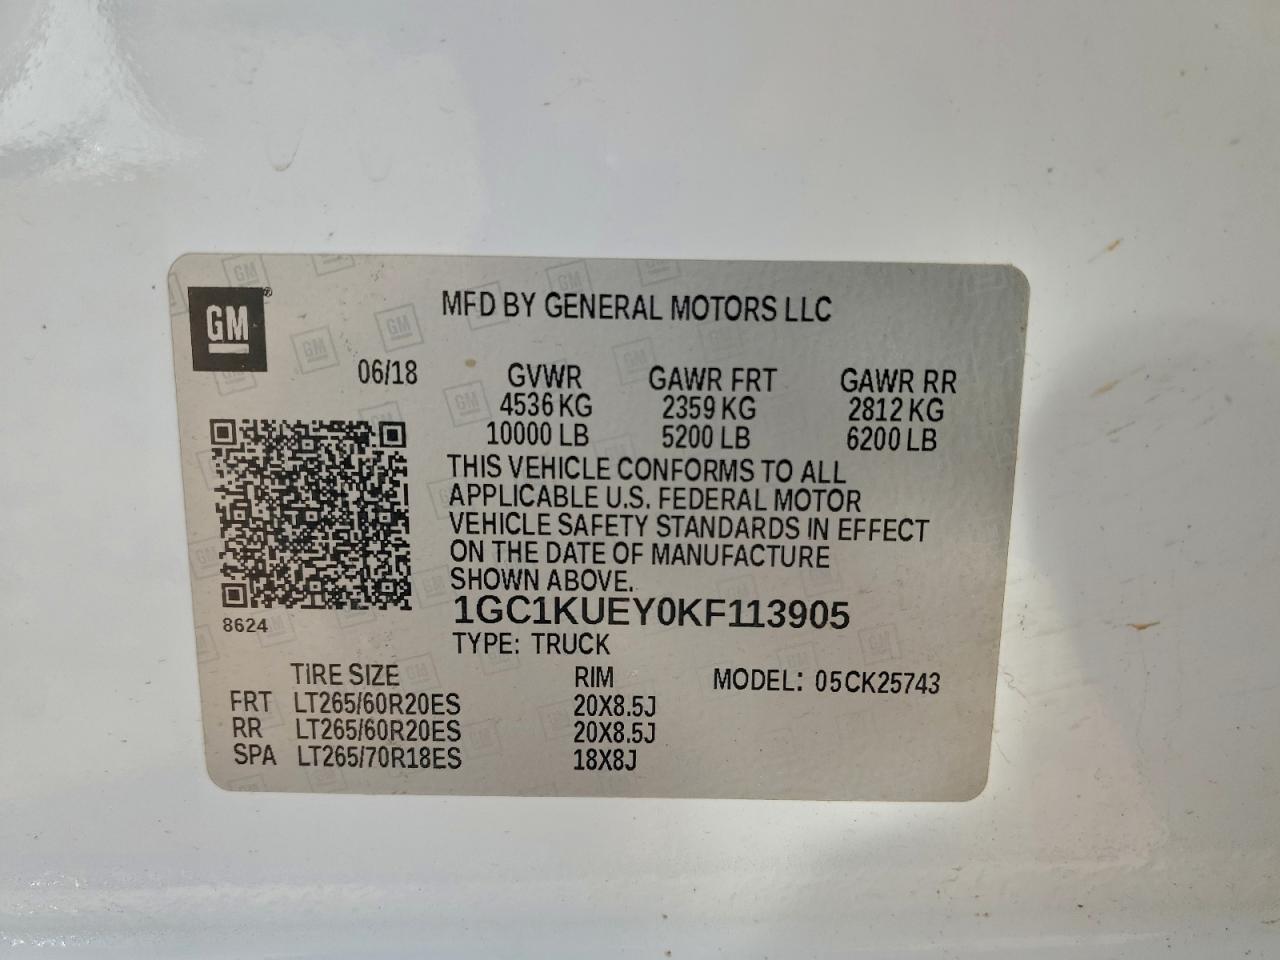 GM®
MFD BY GENERAL MOTORS LLC
06/18 GVWR GAWR FRT GAWR RR
4536 KG 2359 KG 2812 KG
10000 LB 5200 LB 6200 LB
THIS VEHICLE CONFORMS TO ALL
APPLICABLE U.S. FEDERAL MOTOR
VEHICLE SAFETY STANDARDS IN EFFECT
ON THE DATE OF MANUFACTURE
SHOWN ABOVE.
1GC1KUEY0KF113905
8624
TYPE: TRUCK
TIRE SIZE RIM MODEL: 05CK25743
FRT LT265/60R20ES 20X8.5J
RR LT265/60R20ES 20X8.5J
SPA LT265/70R18ES 18X8J